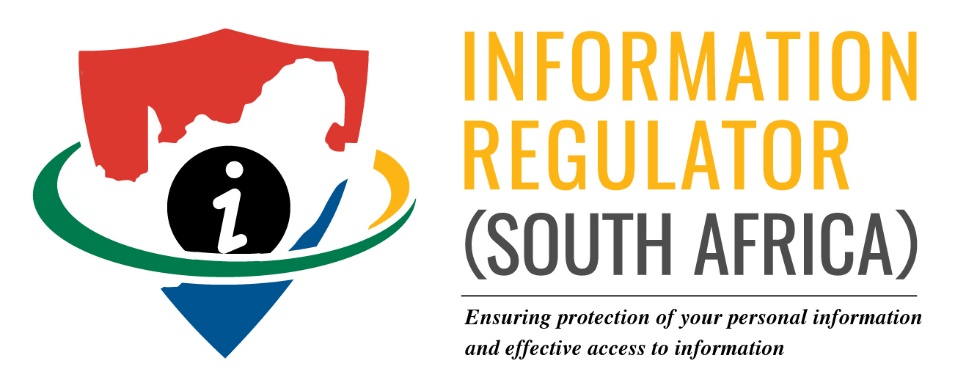 i
INFORMATION
REGULATOR
(SOUTH AFRICA)
Ensuring protection of your personal information
and effective access to information